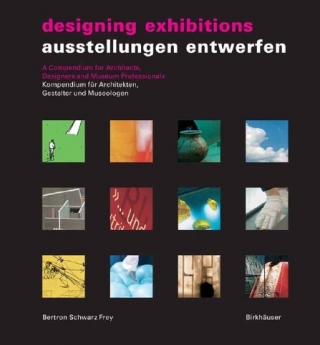 designing exhibitions
ausstellungen entwerfen
A Compendium for Architects,
Designers and Museum Professionals
Kompendium für Architekten,
Gestalter und Museologen
» ... und
Bertron Schwarz Frey
Birkhäuser